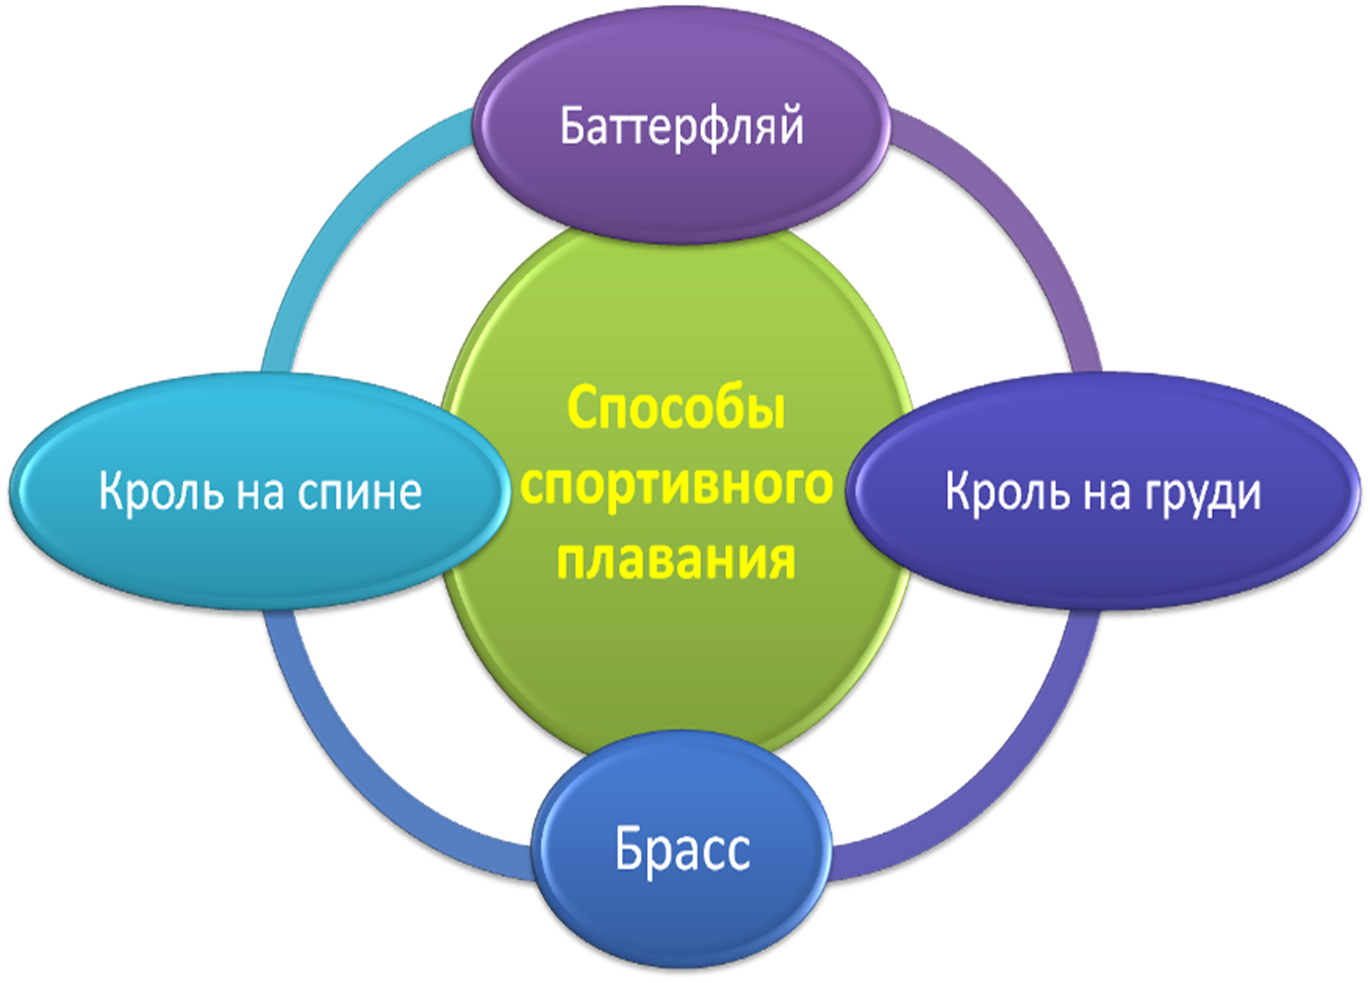 Баттерфляй
Способы
спортивного
плавания
Кроль на спине
Кроль на груди
Брасс